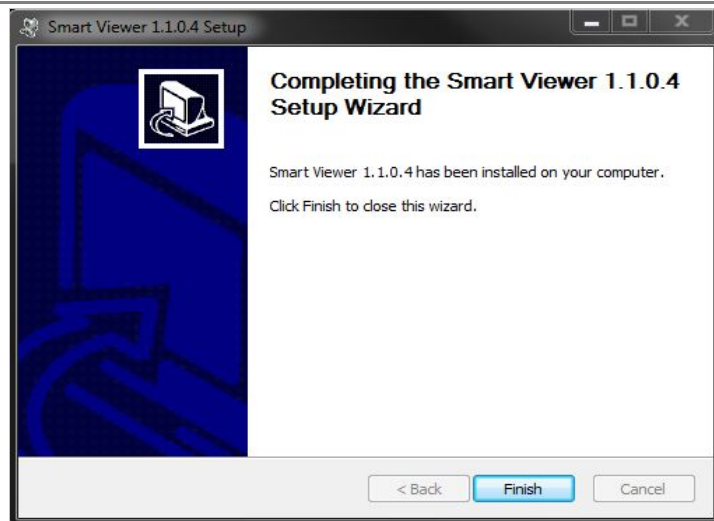 Smart Viewer 1.1.0.4 Setup
Completing the Smart Viewer 1.1.0.4
Setup Wizard
Smart Viewer 1.1.0.4 has been installed on your computer.
Click Finish to close this wizard.
< Back
Finish
Cancel